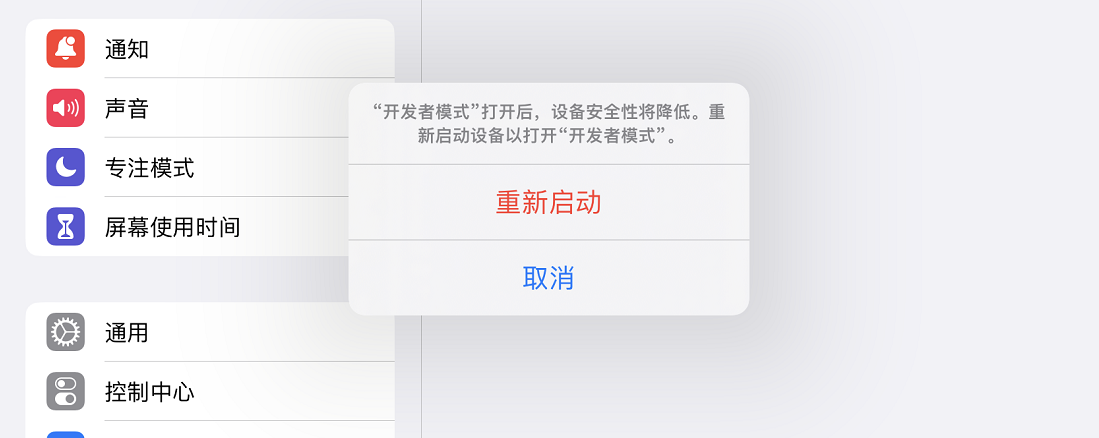 通知
声音
专注模式
屏幕使用时间
通用
控制中心
“开发者模式”打开后，设备安全性将降低。重
新启动设备以打开“开发者模式”。
重新启动
取消